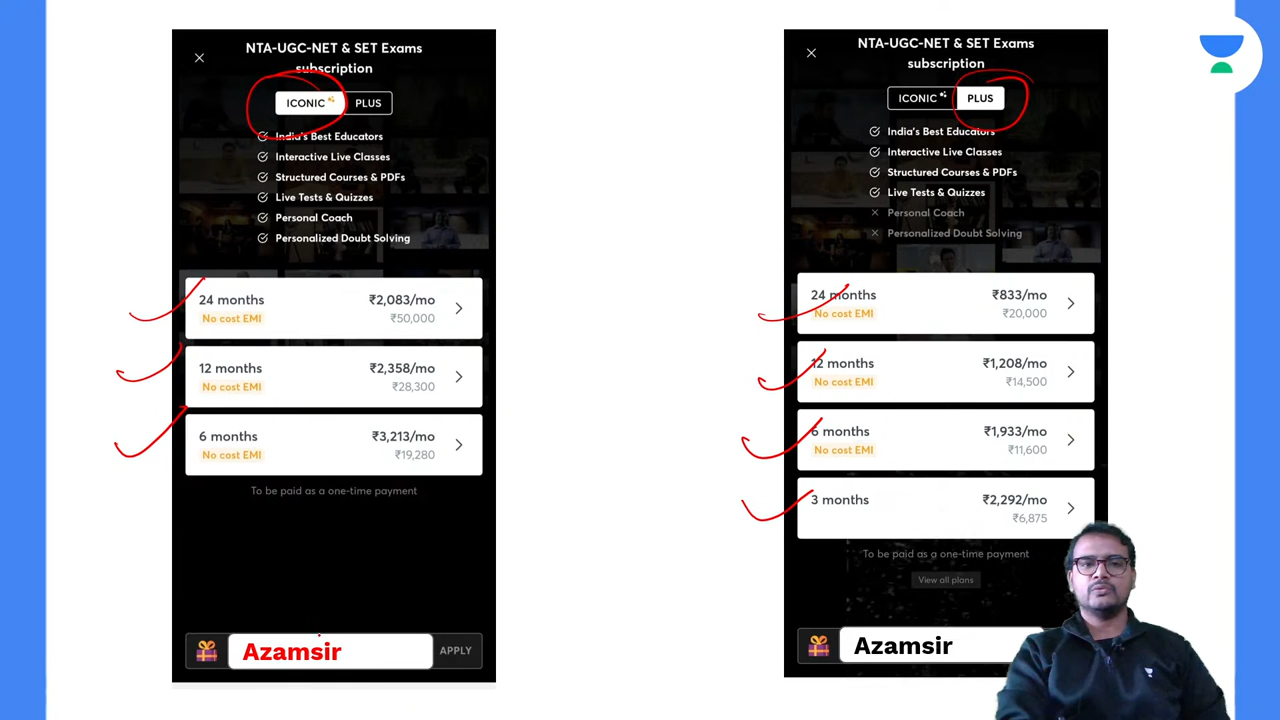 NTA-UGC-NET & SET Exams
subscription
ICONIC PLUS
India's Best Educators
Interactive Live Classes
Structured Courses & PDFs
Live Tests & Quizzes
Personal Coach
Personalized Doubt Solving
24 months ₹2,083/mo
No cost EMI ₹50,000
12 months ₹2,358/mo
No cost EMI ₹28,300
6 months ₹3,213/mo
No cost EMI ₹19,280
To be paid as a one-time payment
Azamsir APPLY
NTA-UGC-NET & SET Exams
subscription
ICONIC PLUS
India's Best Educators
Interactive Live Classes
Structured Courses & PDFs
Live Tests & Quizzes
Personal Coach
Personalized Doubt Solving
24 months ₹833/mo
No cost EMI ₹20,000
12 months ₹1,208/mo
No cost EMI ₹14,500
6 months ₹1,933/mo
No cost EMI ₹11,600
3 months ₹2,292/mo
₹6,875
To be paid as a one-time payment
View all plans
Azamsir